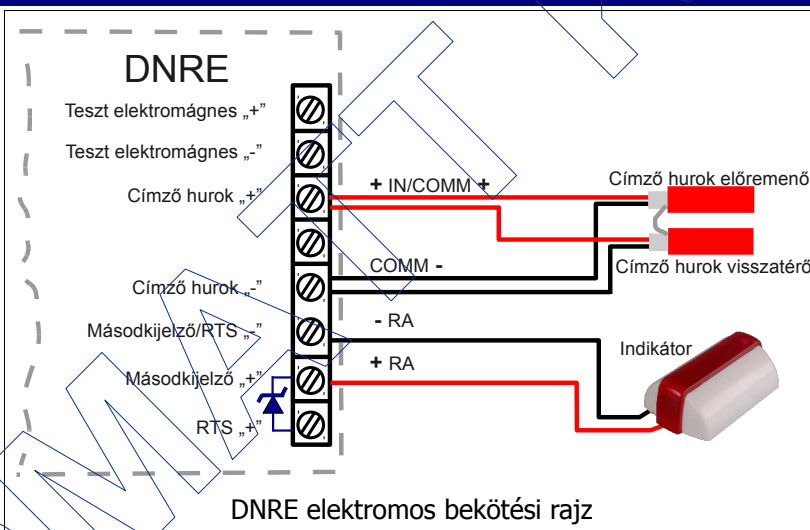 DNRE
Teszt elektromágnes „+”
Teszt elektromágnes „-”
Címző hurok „+”
Címző hurok „-”
Másodkijelző/RTS „-”
Másodkijelző „+”
RTS „+”
+ IN/COMM +
COMM -
- RA
+ RA
Címző hurok előremenő
Címző hurok visszatérő
Indikátor
DNRE elektromos bekötési rajz